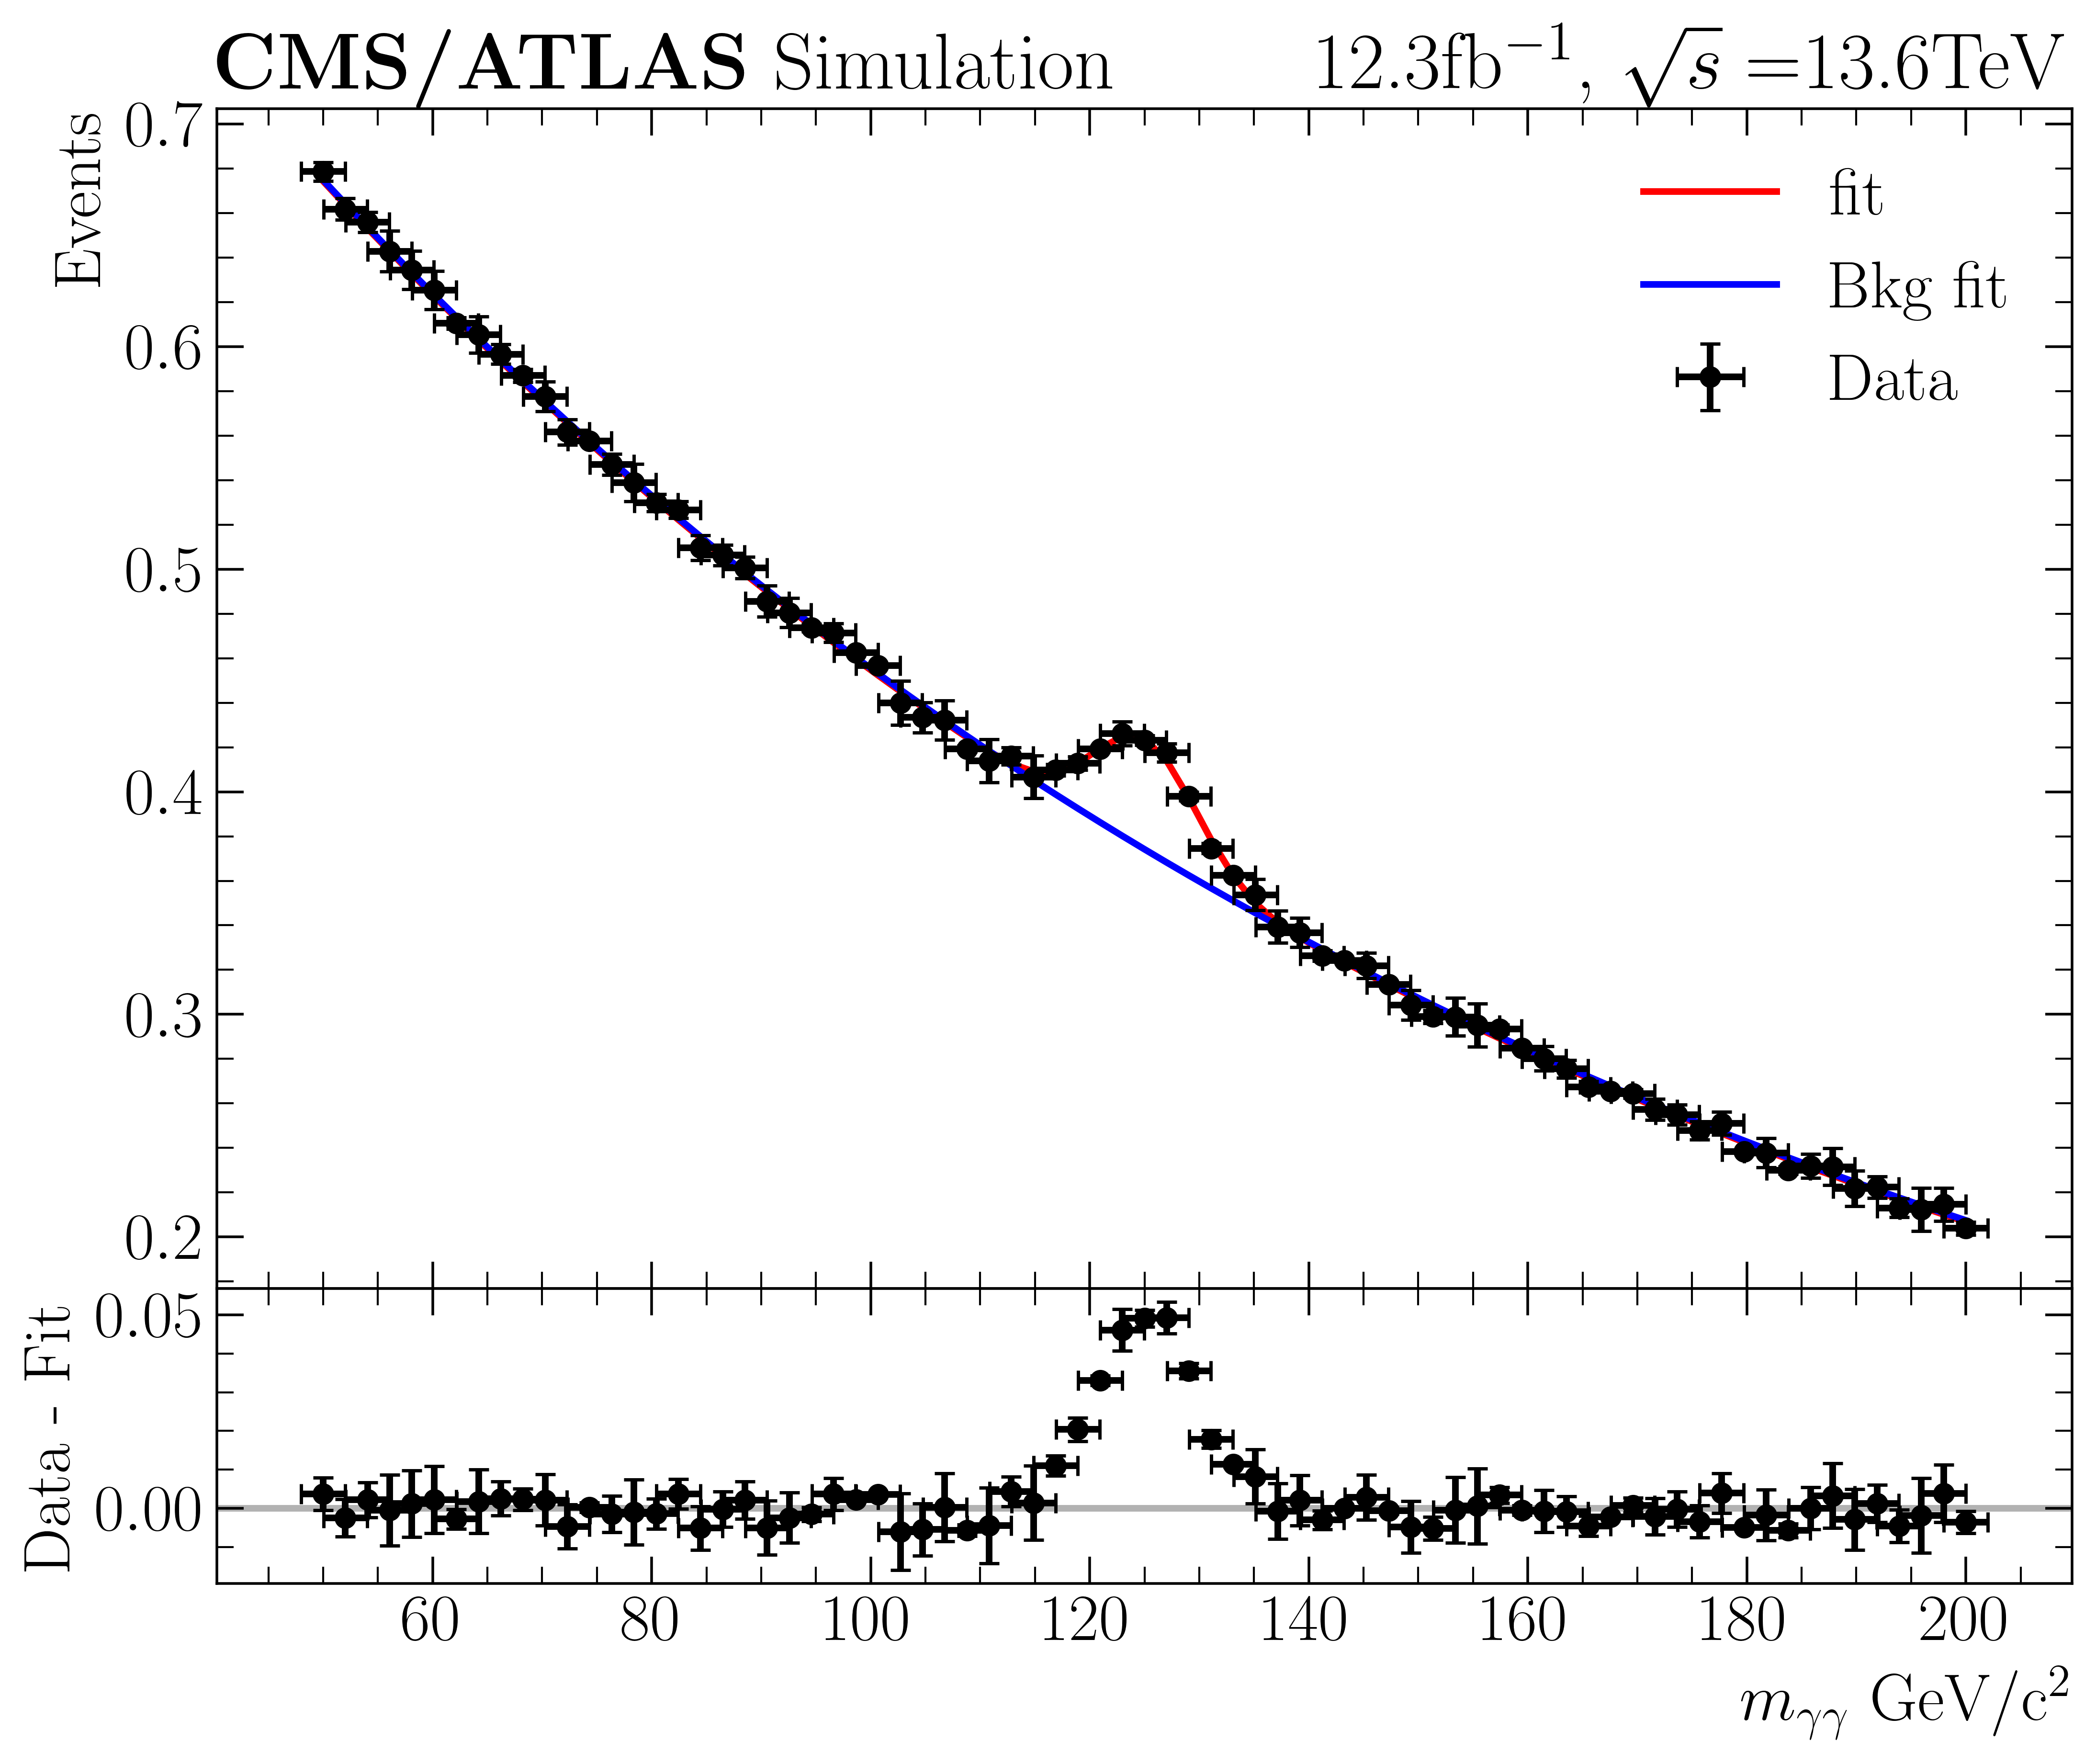 CMS/ATLAS Simulation
12.3fb⁻¹, √s =13.6TeV
Events
0.7
0.6
0.5
0.4
0.3
0.2
fit
Bkg fit
Data
Data - Fit
0.05
0.00
60 80 100 120 140 160 180 200
mγγ GeV/c²